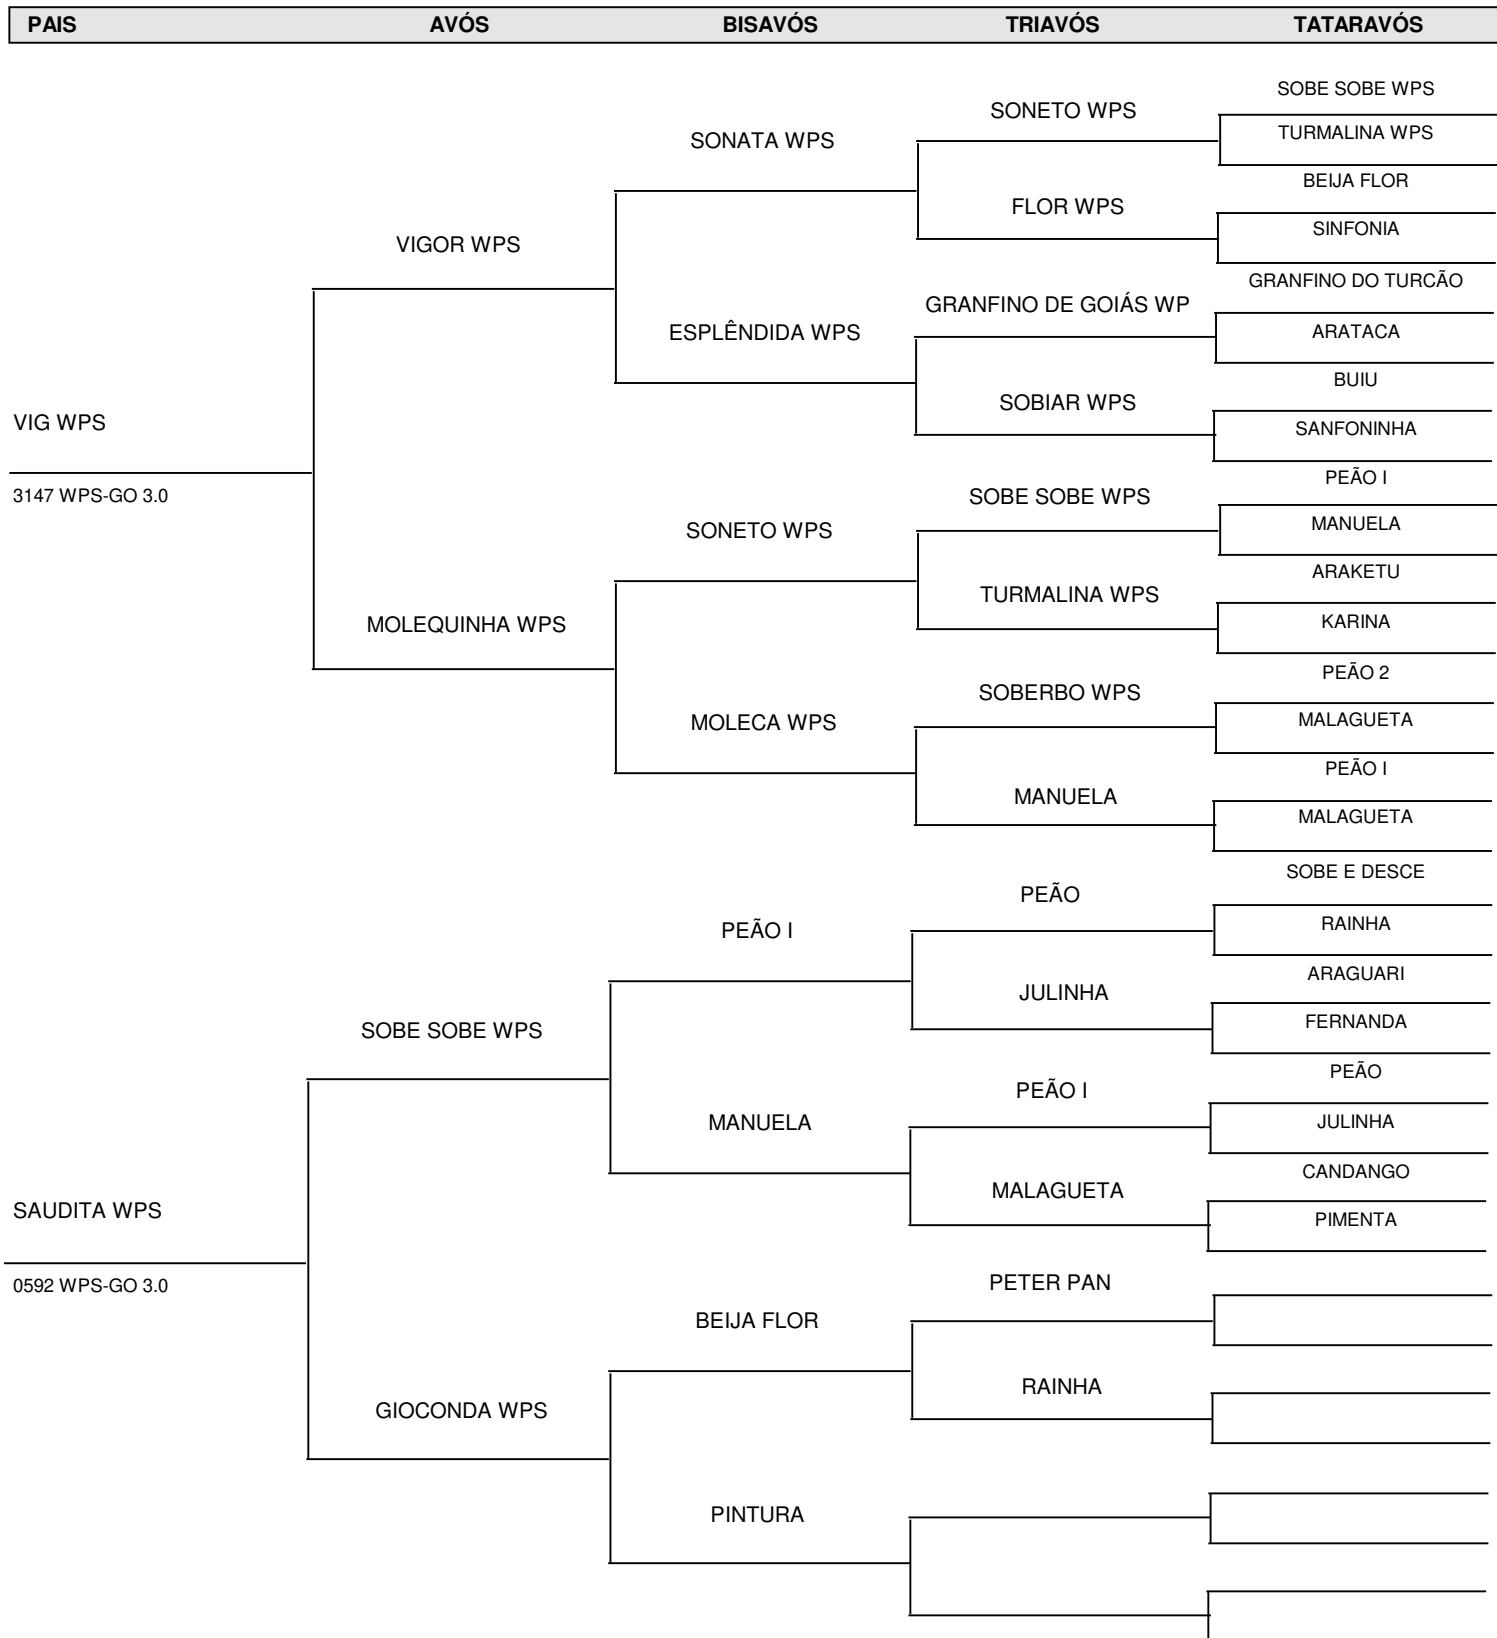 PAIS AVÓS BISAVÓS TRIAVÓS TATARAVÓS
SOBE SOBE WPS
SONETO WPS
TURMALINA WPS
SONATA WPS
BEIJA FLOR
FLOR WPS
SINFONIA
VIGOR WPS
GRANFINO DO TURCÃO
GRANFINO DE GOIÁS WP
ESPLÊNDIDA WPS
ARATACA
BUIU
SOBIAR WPS
VIG WPS
SANFONINHA
PEÃO I
3147 WPS-GO 3.0
SOBE SOBE WPS
MANUELA
SONETO WPS
ARAKETU
TURMALINA WPS
MOLEQUINHA WPS
KARINA
PEÃO 2
SOBERBO WPS
MOLECA WPS
MALAGUETA
PEÃO I
MANUELA
MALAGUETA
SOBE E DESCE
PEÃO
PEÃO I
RAINHA
ARAGUARI
JULINHA
FERNANDA
SOBE SOBE WPS
PEÃO
PEÃO I
MANUELA
JULINHA
CANDANGO
MALAGUETA
SAUDITA WPS
PIMENTA
0592 WPS-GO 3.0
PETER PAN
BEIJA FLOR
RAINHA
GIOCONDA WPS
PINTURA